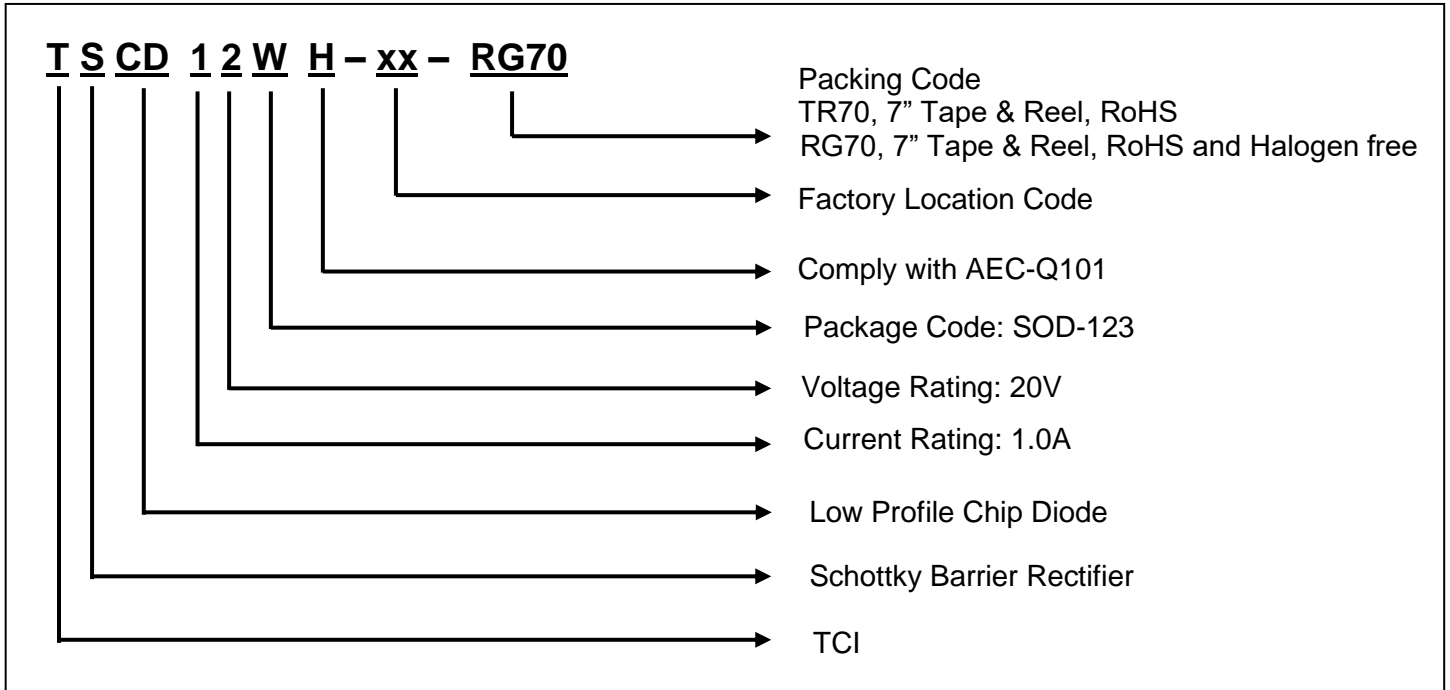 T S CD 1 2 W H – xx – RG70
Packing Code
TR70, 7” Tape & Reel, RoHS
RG70, 7” Tape & Reel, RoHS and Halogen free
Factory Location Code
Comply with AEC-Q101
Package Code: SOD-123
Voltage Rating: 20V
Current Rating: 1.0A
Low Profile Chip Diode
Schottky Barrier Rectifier
TCI